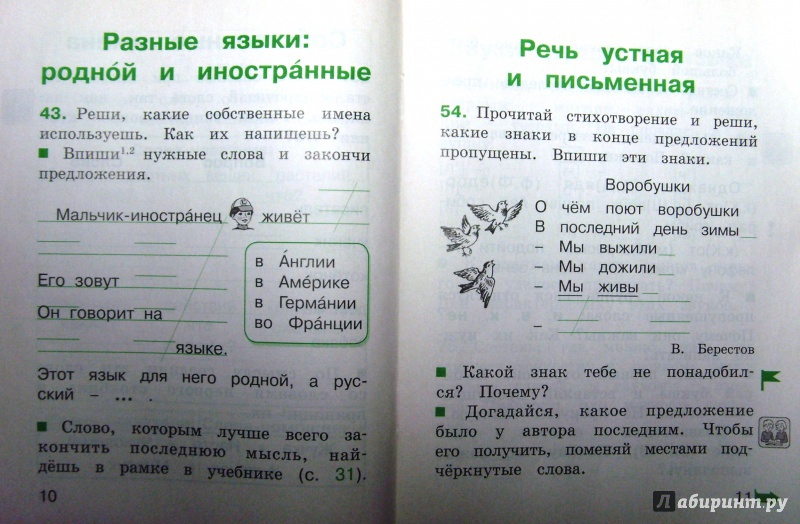 Разные языки:
родно́й и иностра́нные
43. Реши, какие собственные имена
используешь. Как их напишешь?
■ Впиши1.2 нужные слова и закончи
предложения.
Мальчик-иностра́нец живёт
в А́нглии
в Аме́рике
в Герма́нии
во Фра́нции
Его зовут
Он говорит на
языке.
Этот язык для него родной, а рус-
ский – ... .
■ Слово, которым лучше всего за-
кончить последнюю мысль, най-
дёшь в рамке в учебнике (с. 31).
10
Речь устная
и письменная
54. Прочитай стихотворение и реши,
какие знаки в конце предложений
пропущены. Впиши эти знаки.
Воробушки
О чём поют воробушки
В последний день зимы
– Мы выжили
– Мы дожили
– Мы живы
–
В. Берестов
■ Какой знак тебе не понадобил-
ся? Почему?
■ Догадайся, какое предложение
было у автора последним. Чтобы
его получить, поменяй местами под-
чёркнутые слова.
11
Лабиринт.ру